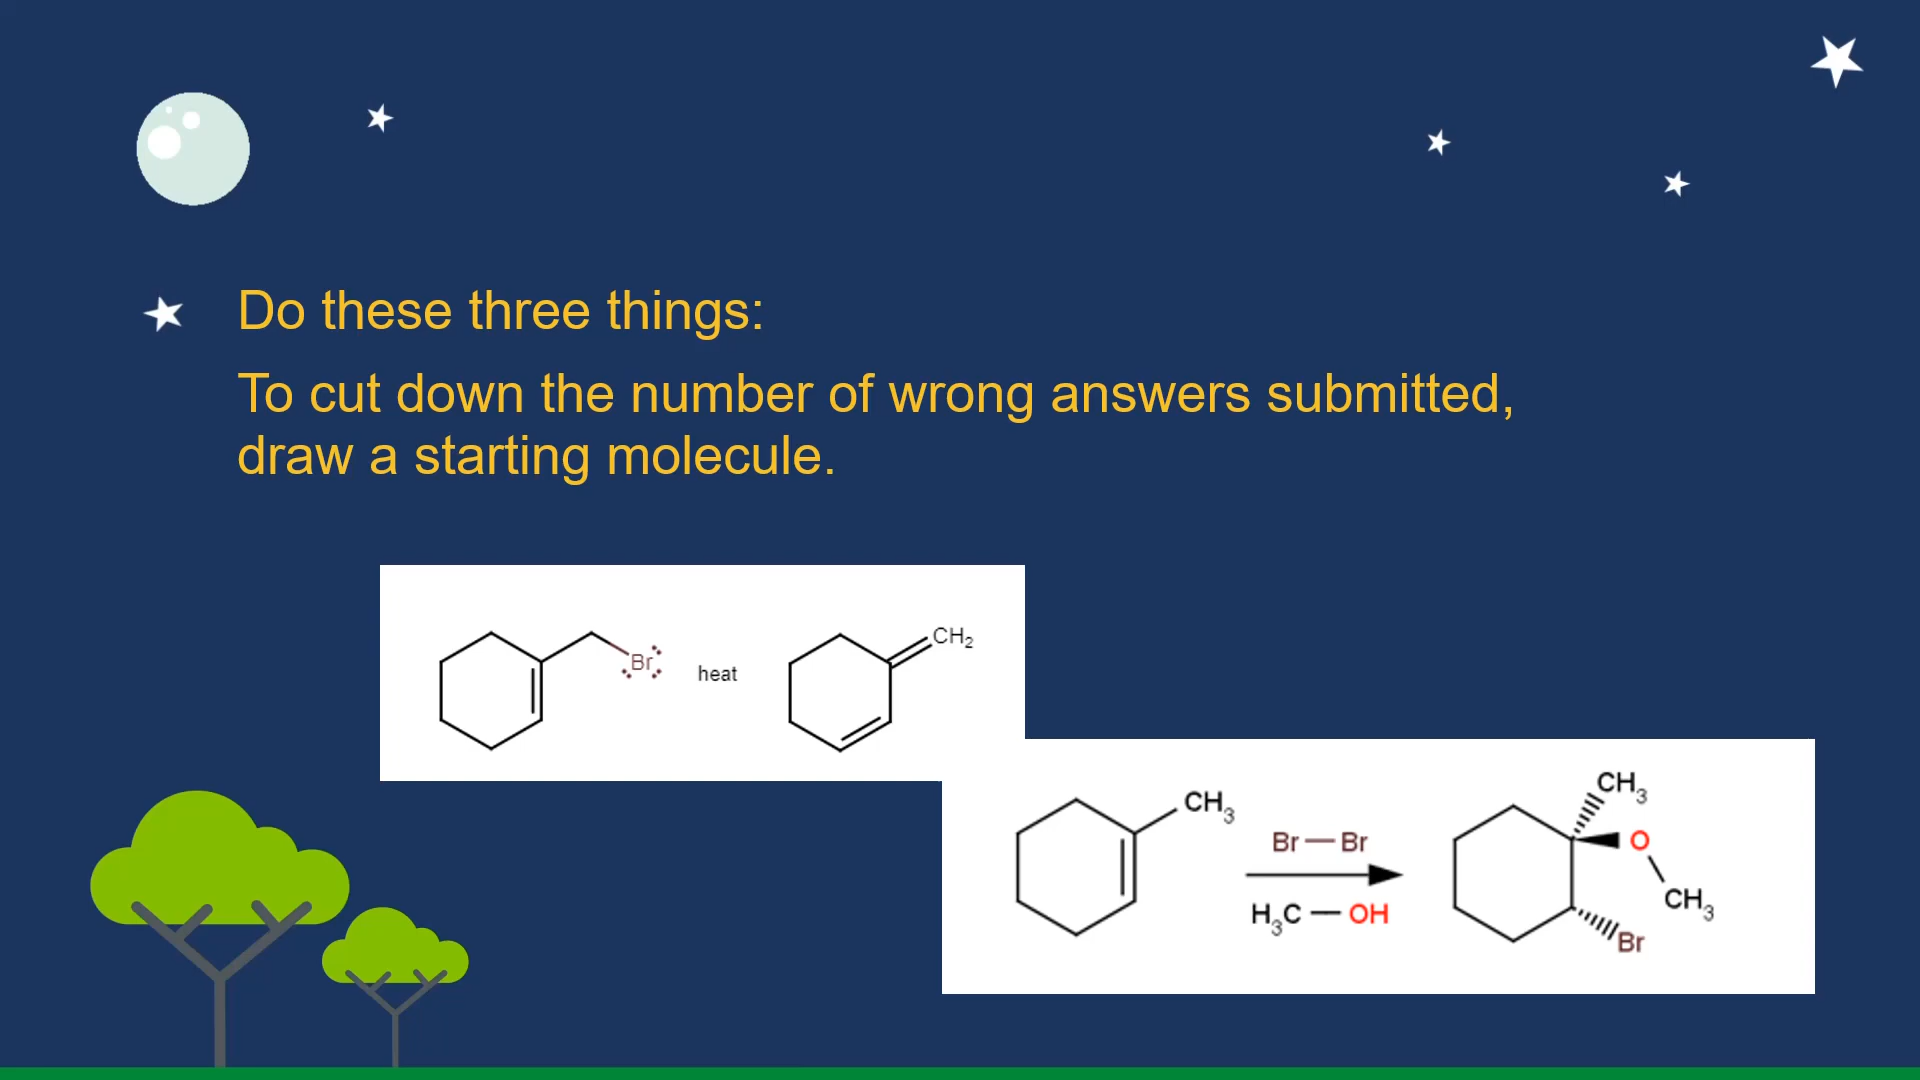 Do these three things:
To cut down the number of wrong answers submitted,
draw a starting molecule.
Br
heat
CH₂
CH₃
Br—Br
H₃C—OH
CH₃
O
CH₃
Br